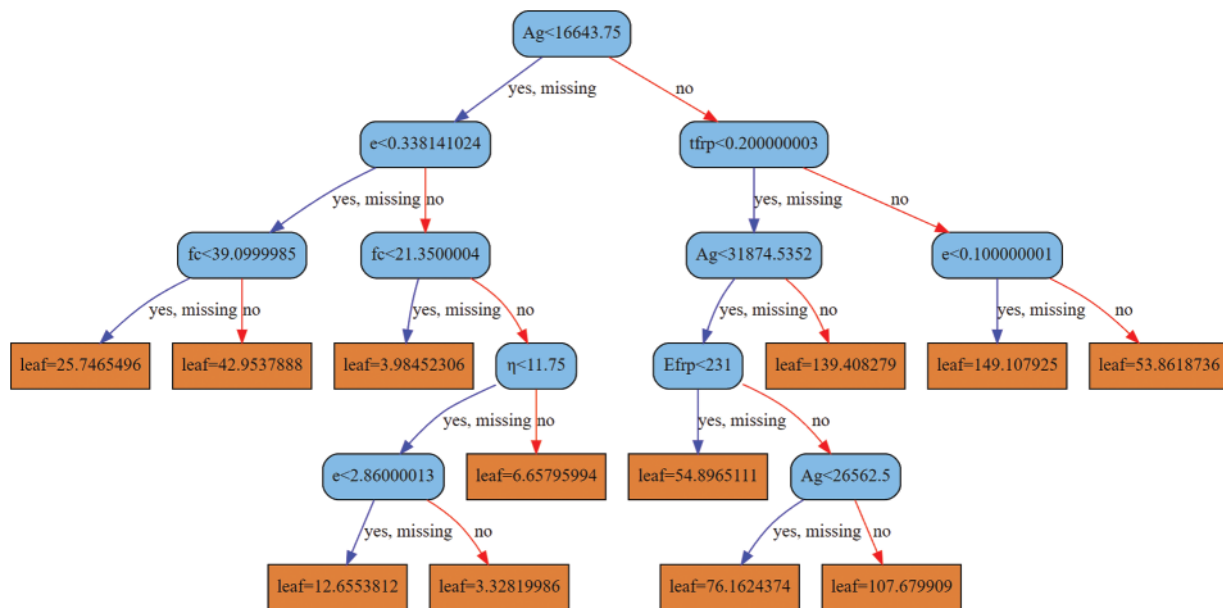 Ag<16643.75
yes, missing
no
e<0.338141024
tfrp<0.200000003
yes, missing
no
yes, missing
no
fc<39.0999985
fc<21.3500004
Ag<31874.5352
e<0.100000001
yes, missing
no
yes, missing
no
yes, missing
no
yes, missing
no
leaf=25.7465496
leaf=42.9537888
leaf=3.98452306
η<11.75
Efrp<231
leaf=139.408279
leaf=149.107925
leaf=53.8618736
yes, missing
no
yes, missing
no
e<2.86000013
leaf=6.65795994
leaf=54.8965111
Ag<26562.5
yes, missing
no
yes, missing
no
leaf=12.6553812
leaf=3.32819986
leaf=76.1624374
leaf=107.679909